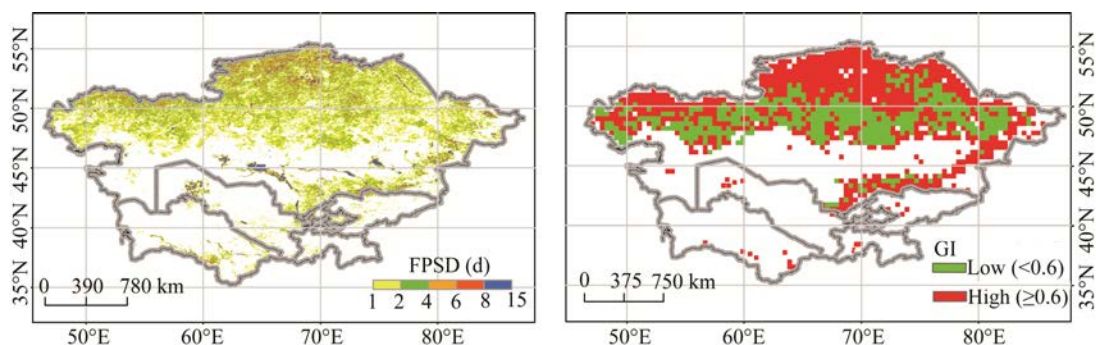 55°N
50°N
45°N
40°N
35°N
FPSD (d)
1 2 4 6 8 15
0 390 780 km
50°E 60°E 70°E 80°E
GI
Low (<0.6)
High (≥0.6)
0 375 750 km
55°N
50°N
45°N
40°N
35°N
50°E 60°E 70°E 80°E